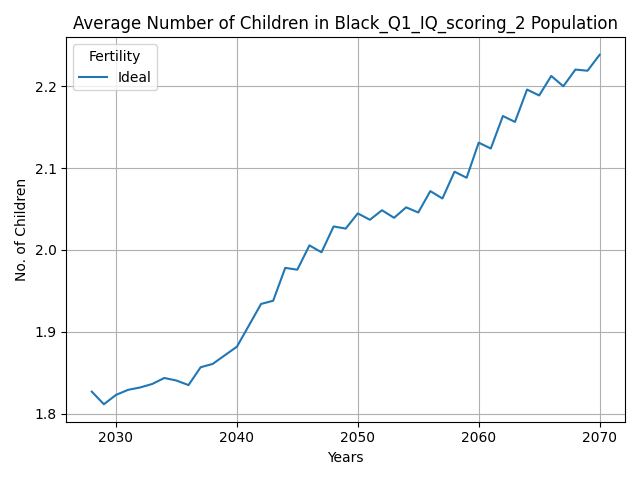 Average Number of Children in Black_Q1_IQ_scoring_2 Population
Fertility
Ideal
No. of Children
2.2
2.1
2.0
1.9
1.8
2030 2040 2050 2060 2070
Years